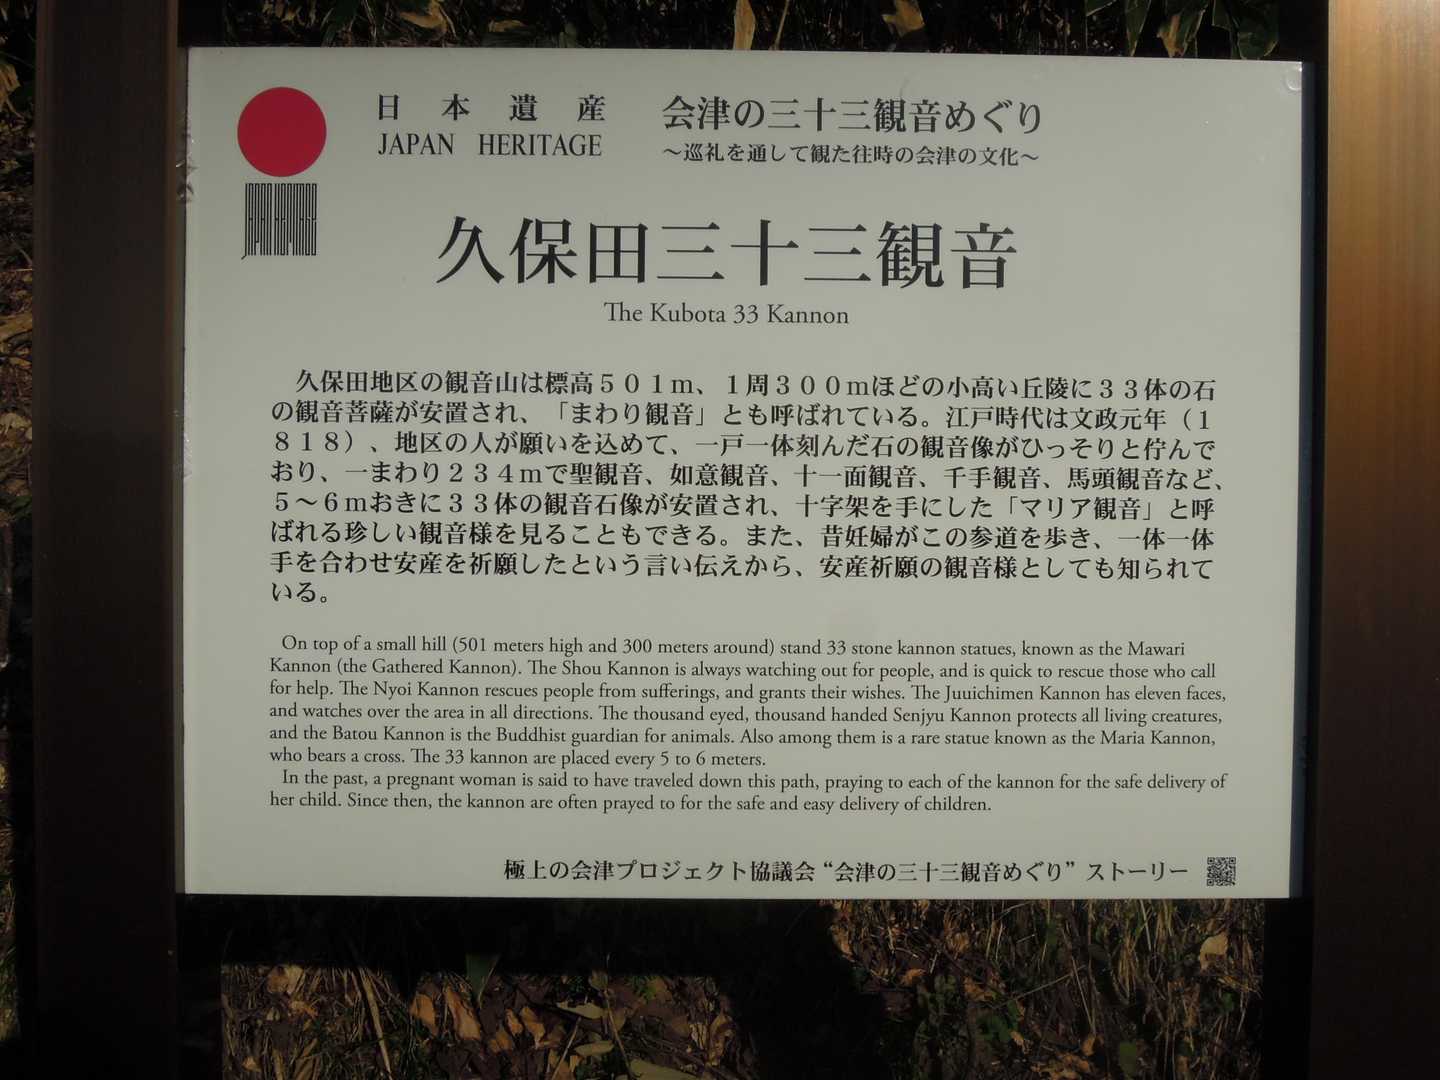 日本遺産
JAPAN HERITAGE
会津の三十三観音めぐり
～巡礼を通して観た往時の会津の文化～
JAPAN HERITAGE
久保田三十三観音
The Kubota 33 Kannon
久保田地区の観音山は標高５０１ｍ、１周３００ｍほどの小高い丘陵に３３体の石
の観音菩薩が安置され、「まわり観音」とも呼ばれている。江戸時代は文政元年（１
８１８）、地区の人が願いを込めて、一戸一体刻んだ石の観音像がひっそりと佇んで
おり、一まわり２３４ｍで聖観音、如意観音、十一面観音、千手観音、馬頭観音など、
５～６ｍおきに３３体の観音石像が安置され、十字架を手にした「マリア観音」と呼
ばれる珍しい観音様を見ることもできる。また、昔妊婦がこの参道を歩き、一体一体
手を合わせ安産を祈願したという言い伝えから、安産祈願の観音様としても知られて
いる。
On top of a small hill (501 meters high and 300 meters around) stand 33 stone kannon statues, known as the Mawari
Kannon (the Gathered Kannon). The Shou Kannon is always watching out for people, and is quick to rescue those who call
for help. The Nyoi Kannon rescues people from sufferings, and grants their wishes. The Juuichimen Kannon has eleven faces,
and watches over the area in all directions. The thousand eyed, thousand handed Senjyu Kannon protects all living creatures,
and the Batou Kannon is the Buddhist guardian for animals. Also among them is a rare statue known as the Maria Kannon,
who bears a cross. The 33 kannon are placed every 5 to 6 meters.
In the past, a pregnant woman is said to have traveled down this path, praying to each of the kannon for the safe delivery of
her child. Since then, the kannon are often prayed to for the safe and easy delivery of children.
極上の会津プロジェクト協議会“会津の三十三観音めぐり”ストーリー